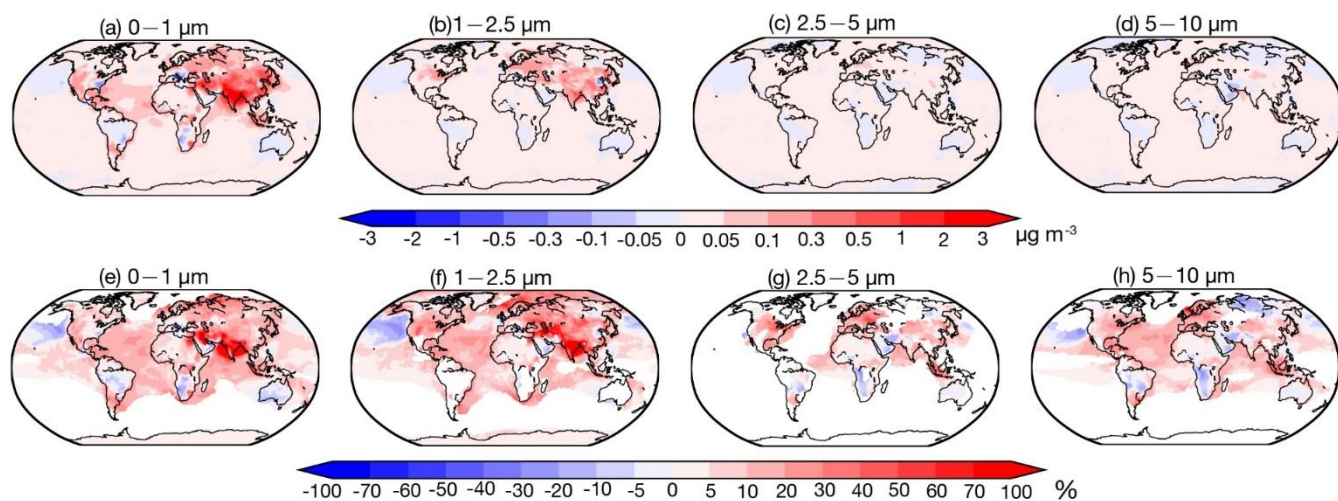 (a) 0−1 µm (b) 1−2.5 µm (c) 2.5−5 µm (d) 5−10 µm
-3 -2 -1 -0.5 -0.3 -0.1 -0.05 0 0.05 0.1 0.3 0.5 1 2 3 µg m⁻³
(e) 0−1 µm (f) 1−2.5 µm (g) 2.5−5 µm (h) 5−10 µm
-100 -70 -60 -50 -40 -30 -20 -10 -5 0 5 10 20 30 40 50 60 70 100 %